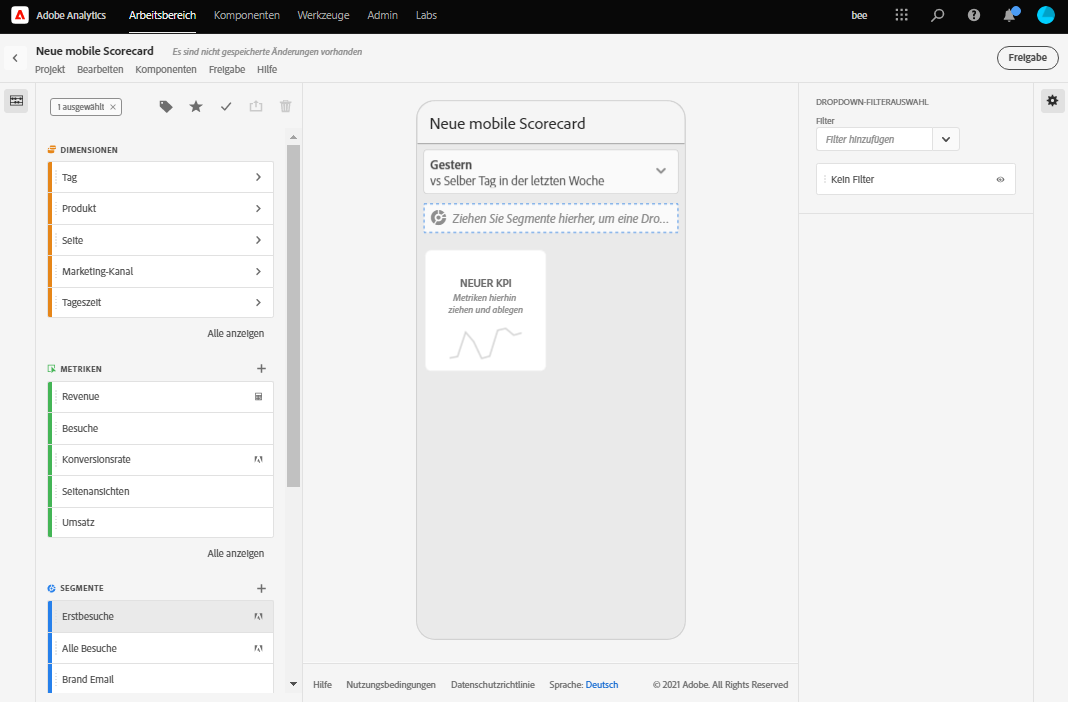 Adobe Analytics
Arbeitsbereich
Komponenten
Werkzeuge
Admin
Labs
bee
Neue mobile Scorecard
Es sind nicht gespeicherte Änderungen vorhanden
Projekt
Bearbeiten
Komponenten
Freigabe
Hilfe
Freigabe
1 ausgewählt
DIMENSIONEN
Tag
Produkt
Seite
Marketing-Kanal
Tageszeit
Alle anzeigen
METRIKEN
Revenue
Besuche
Konversionsrate
Seitenansichten
Umsatz
Alle anzeigen
SEGMENTE
Erstbesuche
Alle Besuche
Brand Email
Neue mobile Scorecard
Gestern
vs Selber Tag in der letzten Woche
Ziehen Sie Segmente hierher, um eine Dro...
NEUER KPI
Metriken hierhin
ziehen und ablegen
DROPDOWN-FILTERAUSWAHL
Filter
Filter hinzufügen
Kein Filter
Hilfe
Nutzungsbedingungen
Datenschutzrichtlinie
Sprache: Deutsch
© 2021 Adobe. All Rights Reserved